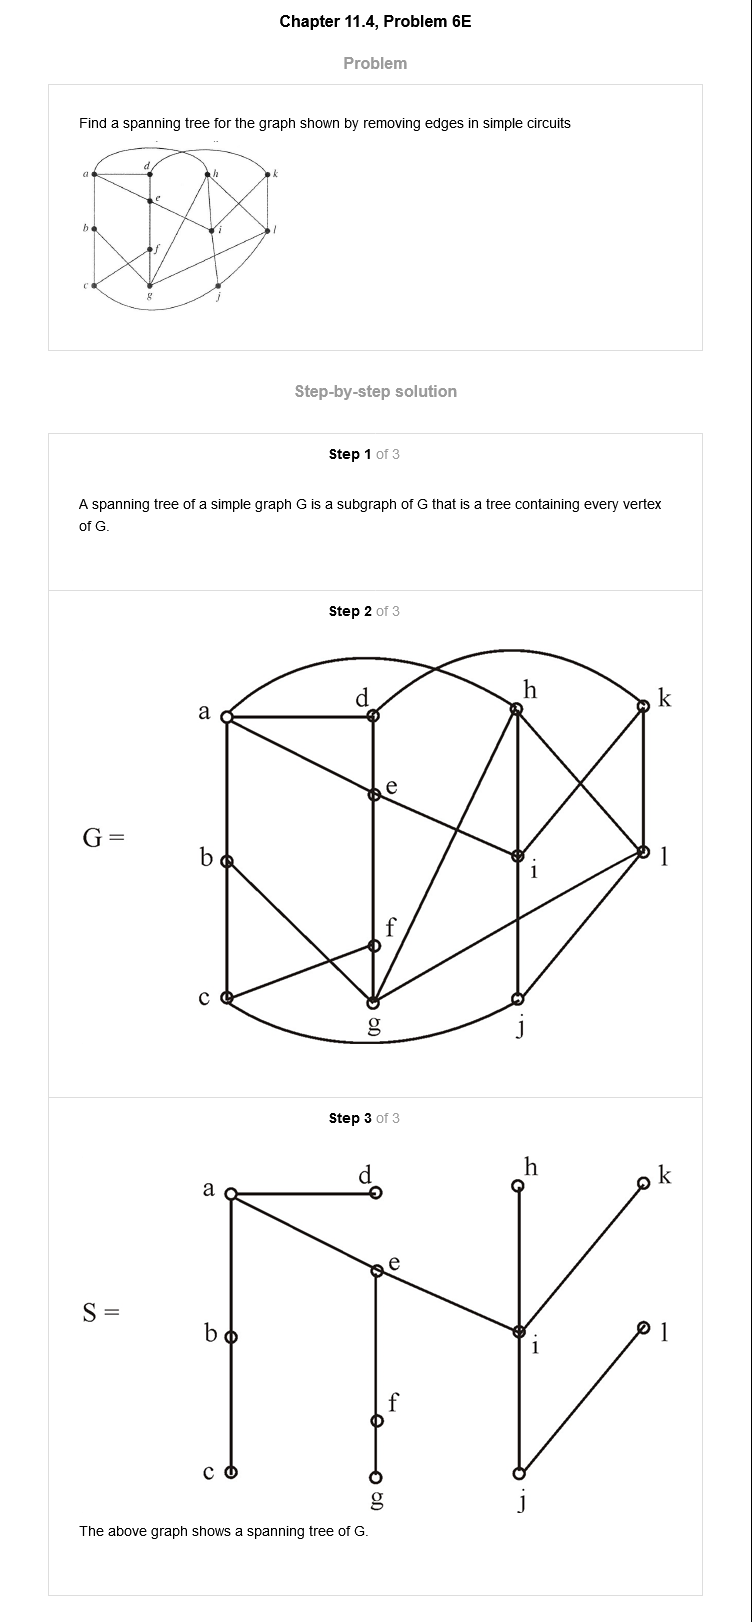 Chapter 11.4, Problem 6E
Problem
Find a spanning tree for the graph shown by removing edges in simple circuits
a d h k
e
b f i l
c g j
Step-by-step solution
Step 1 of 3
A spanning tree of a simple graph G is a subgraph of G that is a tree containing every vertex
of G.
Step 2 of 3
a d h k
e
G =
b i l
f
c g j
Step 3 of 3
a d h k
e
S =
b i l
f
c g j
The above graph shows a spanning tree of G.